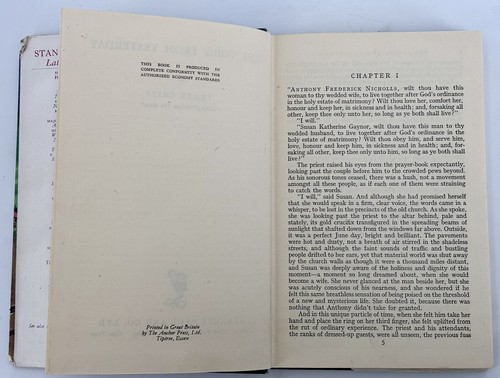 STAN
Lat
THIS BOOK IS PRODUCED IN
COMPLETE CONFORMITY WITH THE
AUTHORISED ECONOMY STANDARDS
Printed in Great Britain
by The Anchor Press, Ltd.
Tiptree, Essex
See also
CHAPTER I
"ANTHONY FREDERICK NICHOLLS, wilt thou have this
woman to thy wedded wife, to live together after God's ordinance
in the holy estate of matrimony? Wilt thou love her, comfort her,
honour and keep her, in sickness and in health; and, forsaking all
other, keep thee only unto her, so long as ye both shall live?"
"I will."
"Susan Katherine Gaynor, wilt thou have this man to thy
wedded husband, to live together after God's ordinance in the
holy estate of matrimony? Wilt thou obey him, and serve him,
love, honour and keep him, in sickness and in health; and, for-
saking all other, keep thee only unto him, so long as ye both shall
live?"
The priest raised his eyes from the prayer-book expectantly,
looking past the couple before him to the crowded pews beyond.
As his sonorous tones ceased, there was a hush, not a movement
amongst all these people, as if each one of them were straining
to catch the words.
"I will," said Susan. And although she had promised herself
that she would speak in a firm, clear voice, the words came in a
whisper, to be lost in the precincts of the old church. As she spoke,
she was looking past the priest to the altar behind, pale and
stately, its gold crucifix transfigured in the spreading beams of
sunlight that shafted down from the windows far above. Outside,
it was a perfect June day, bright and brilliant. The pavements
were hot and dusty, not a breath of air stirred in the shadeless
streets, and although the faint sounds of traffic and bustling
people drifted to her ears, yet that material world was shut away
by the church walls as though it were a thousand miles distant,
and Susan was deeply aware of the holiness and dignity of this
moment—a moment so long dreamed about, when she would
become a wife. She never glanced at the man beside her, but she
was acutely conscious of his nearness, and she wondered if he
felt this same breathless sensation of being poised on the threshold
of a new and mysterious life. She doubted it, because there was
nothing that Anthony didn't take for granted.
And in this unique particle of time, when she felt him take her
hand and place the ring on her third finger, she felt uplifted from
the rut of ordinary experience. The priest and his attendants,
the ranks of dressed-up guests, were all unseen, the previous fuss
5